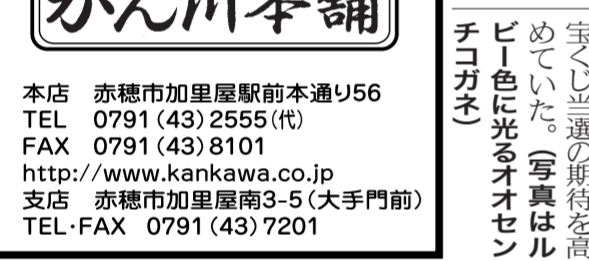 かん川本舗
本店 赤穂市加里屋駅前本通り56
TEL 0791(43)2555(代)
FAX 0791(43)8101
http://www.kankawa.co.jp
支店 赤穂市加里屋南3-5(大手門前)
TEL・FAX 0791(43)7201
宝くじ当選の期待を高
めていた。(写真はル
ビー色に光るオオセン
チコガネ)